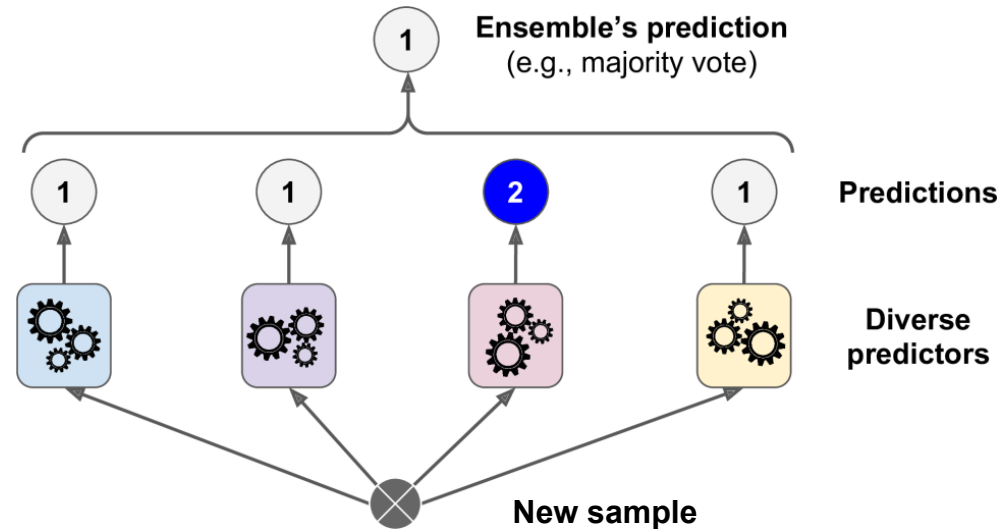 1
Ensemble's prediction
(e.g., majority vote)
1 1 2 1 Predictions
Diverse
predictors
New sample